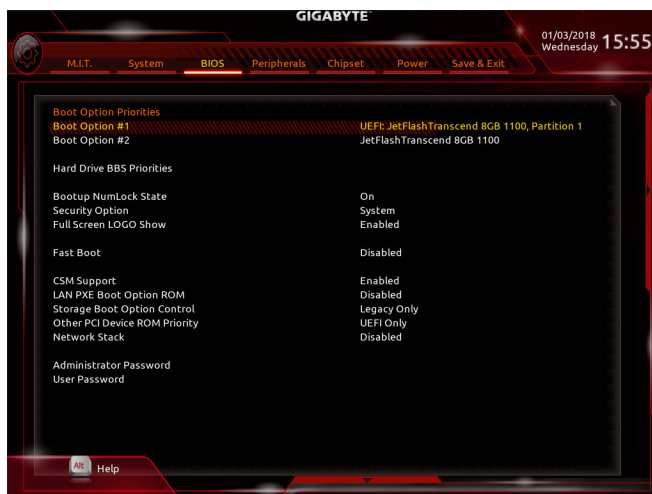 GIGABYTE
01/03/2018
Wednesday
15:55
M.I.T. System BIOS Peripherals Chipset Power Save & Exit
Boot Option Priorities
Boot Option #1 UEFI: JetFlashTranscend 8GB 1100, Partition 1
Boot Option #2 JetFlashTranscend 8GB 1100
Hard Drive BBS Priorities
Bootup NumLock State On
Security Option System
Full Screen LOGO Show Enabled
Fast Boot Disabled
CSM Support Enabled
LAN PXE Boot Option ROM Disabled
Storage Boot Option Control Legacy Only
Other PCI Device ROM Priority UEFI Only
Network Stack Disabled
Administrator Password
User Password
Alt Help